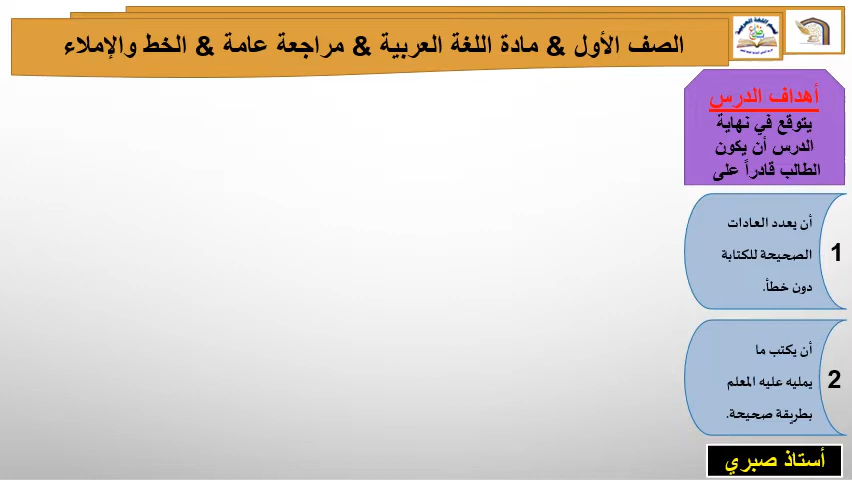 الصف الأول & مادة اللغة العربية & مراجعة عامة & الخط والإملاء
أهداف الدرس
يتوقع في نهاية
الدرس أن يكون
الطالب قادراً على
أن يعدد العادات
الصحيحة للكتابة
دون خطأ.
1
أن يكتب ما
يمليه عليه المعلم
بطريقة صحيحة.
2
أستاذ صبري